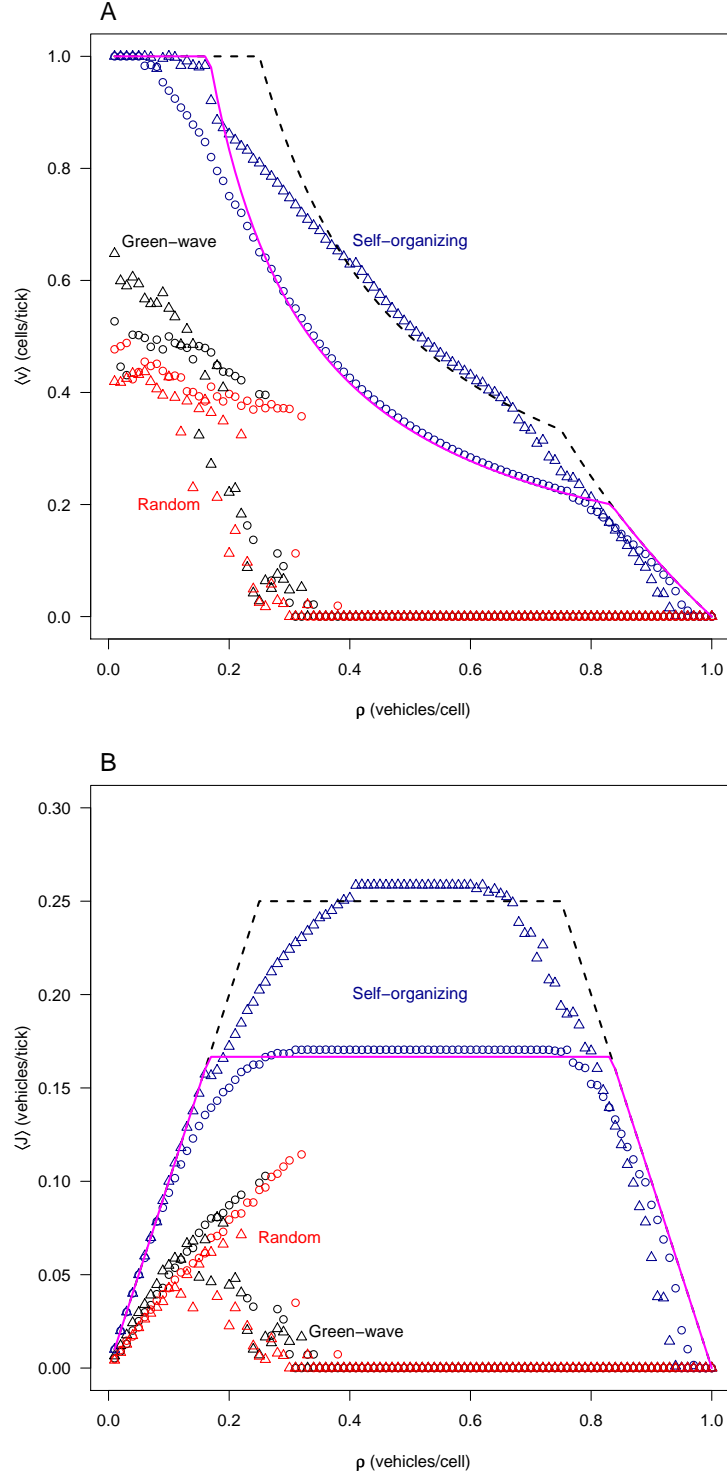 A
1.0
0.8
0.6
0.4
0.2
0.0
⟨v⟩ (cells/tick)
Green−wave
Self−organizing
Random
0.0 0.2 0.4 0.6 0.8 1.0
ρ (vehicles/cell)
B
0.30
0.25
0.20
0.15
0.10
0.05
0.00
⟨J⟩ (vehicles/tick)
Self−organizing
Random
Green−wave
0.0 0.2 0.4 0.6 0.8 1.0
ρ (vehicles/cell)